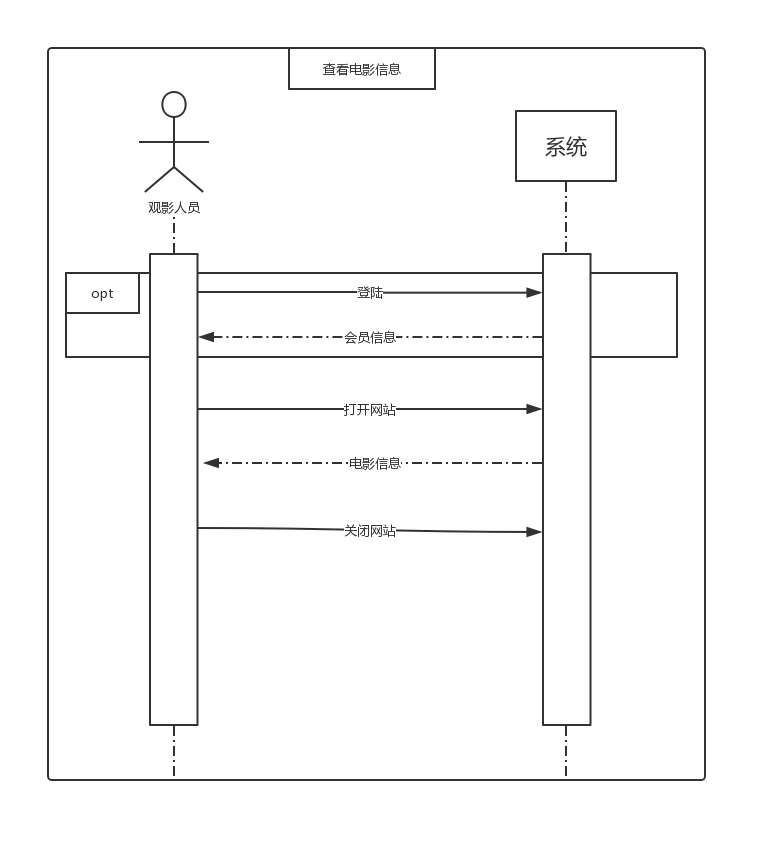 查看电影信息
系统
观影人员
opt
登陆
会员信息
打开网站
电影信息
关闭网站